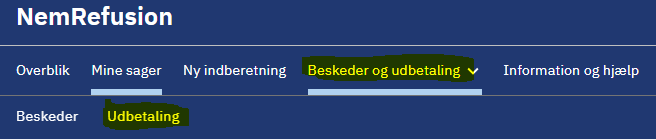 NemRefusion
Overblik Mine sager Ny indberetning Beskeder og udbetaling Information og hjælp
Beskeder Udbetaling